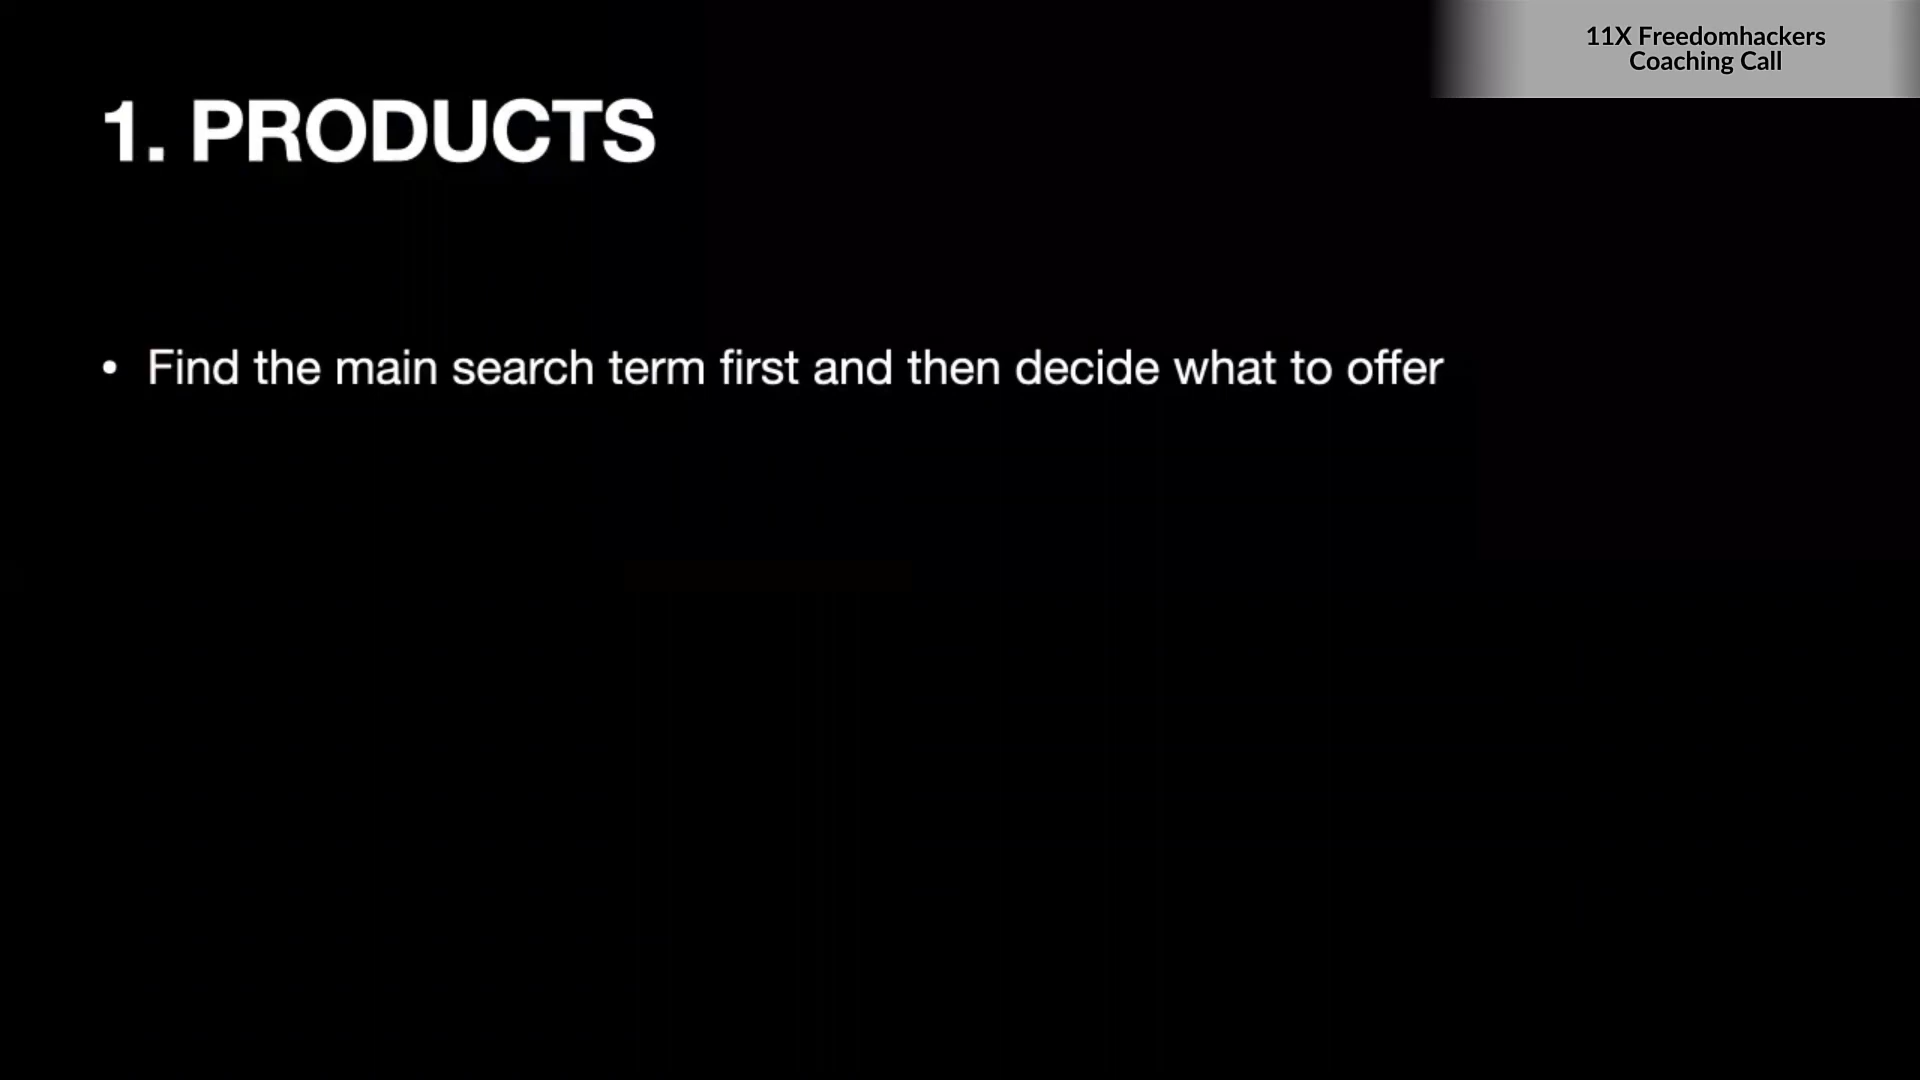 11X Freedomhackers
Coaching Call
1. PRODUCTS
• Find the main search term first and then decide what to offer